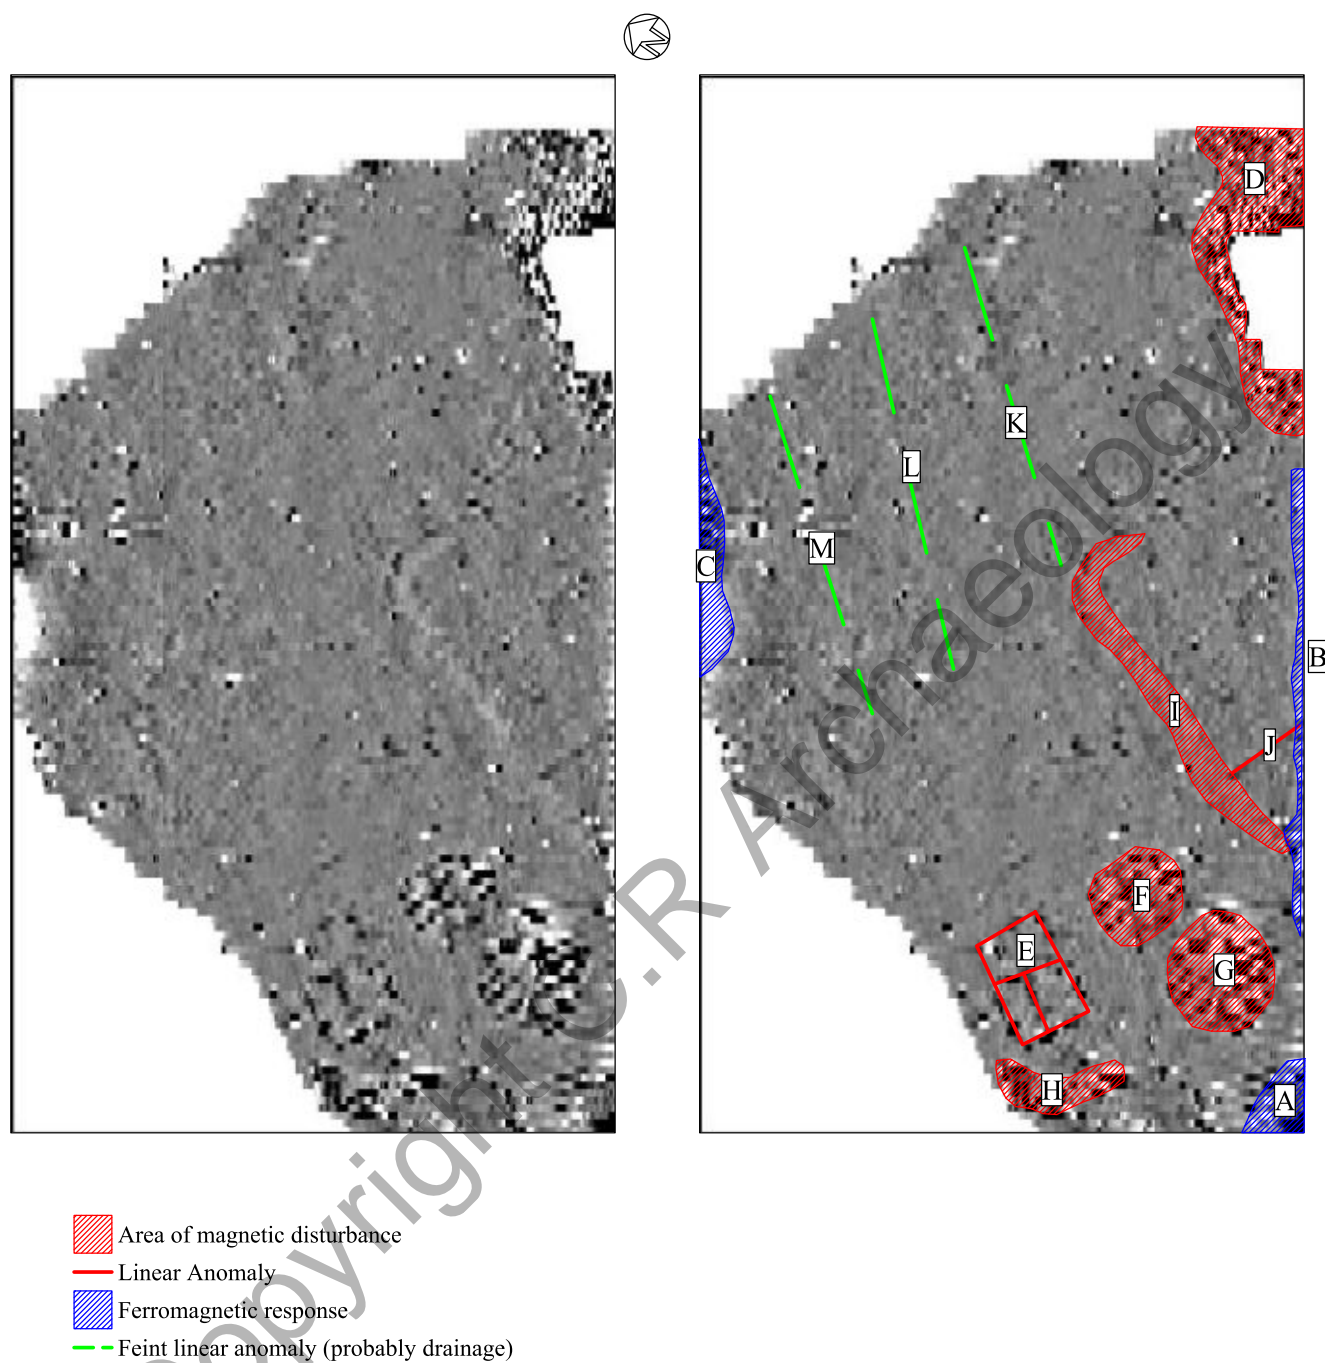 D
K
L
M
C
B
I
J
F
E
G
H
A
Copyright C.R Archaeology
Area of magnetic disturbance
Linear Anomaly
Ferromagnetic response
Feint linear anomaly (probably drainage)